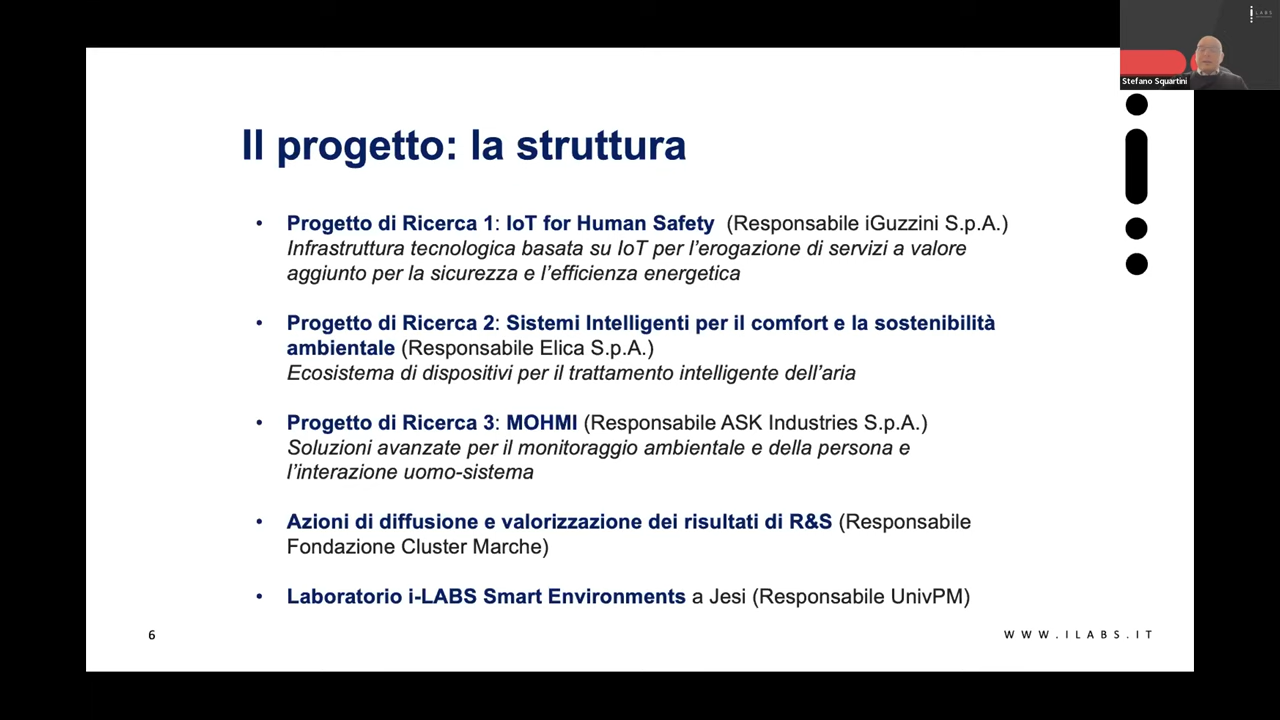 LABS
Stefano Squartini
Il progetto: la struttura
• Progetto di Ricerca 1: IoT for Human Safety (Responsabile iGuzzini S.p.A.)
Infrastruttura tecnologica basata su IoT per l’erogazione di servizi a valore
aggiunto per la sicurezza e l’efficienza energetica
• Progetto di Ricerca 2: Sistemi Intelligenti per il comfort e la sostenibilità
ambientale (Responsabile Elica S.p.A.)
Ecosistema di dispositivi per il trattamento intelligente dell’aria
• Progetto di Ricerca 3: MOHMI (Responsabile ASK Industries S.p.A.)
Soluzioni avanzate per il monitoraggio ambientale e della persona e
l’interazione uomo-sistema
• Azioni di diffusione e valorizzazione dei risultati di R&S (Responsabile
Fondazione Cluster Marche)
• Laboratorio i-LABS Smart Environments a Jesi (Responsabile UnivPM)
6
WWW.ILABS.IT